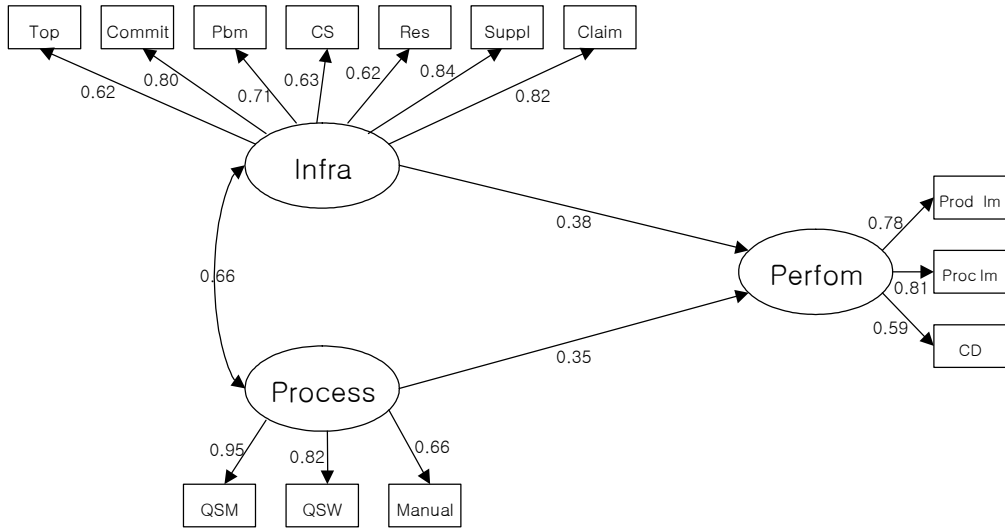 Top Commit Pbm CS Res Suppl Claim
0.62 0.80 0.71 0.63 0.62 0.84 0.82
Infra
0.38
Prod Im
0.78
Perfom
0.81 Proc Im
0.59
CD
0.66
0.35
Process
0.95 0.82 0.66
QSM QSW Manual